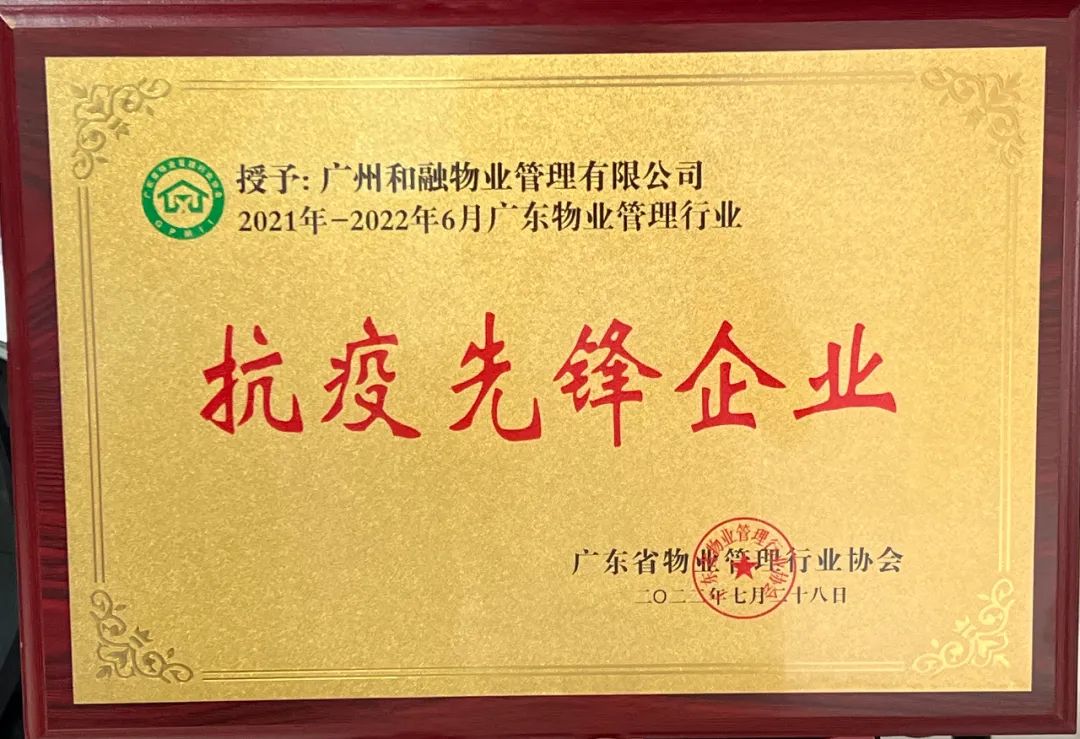 授予: 广州和融物业管理有限公司
2021年-2022年6月广东物业管理行业
抗疫先锋企业
广东省物业管理行业协会
二〇二二年七月二十八日
GPMII